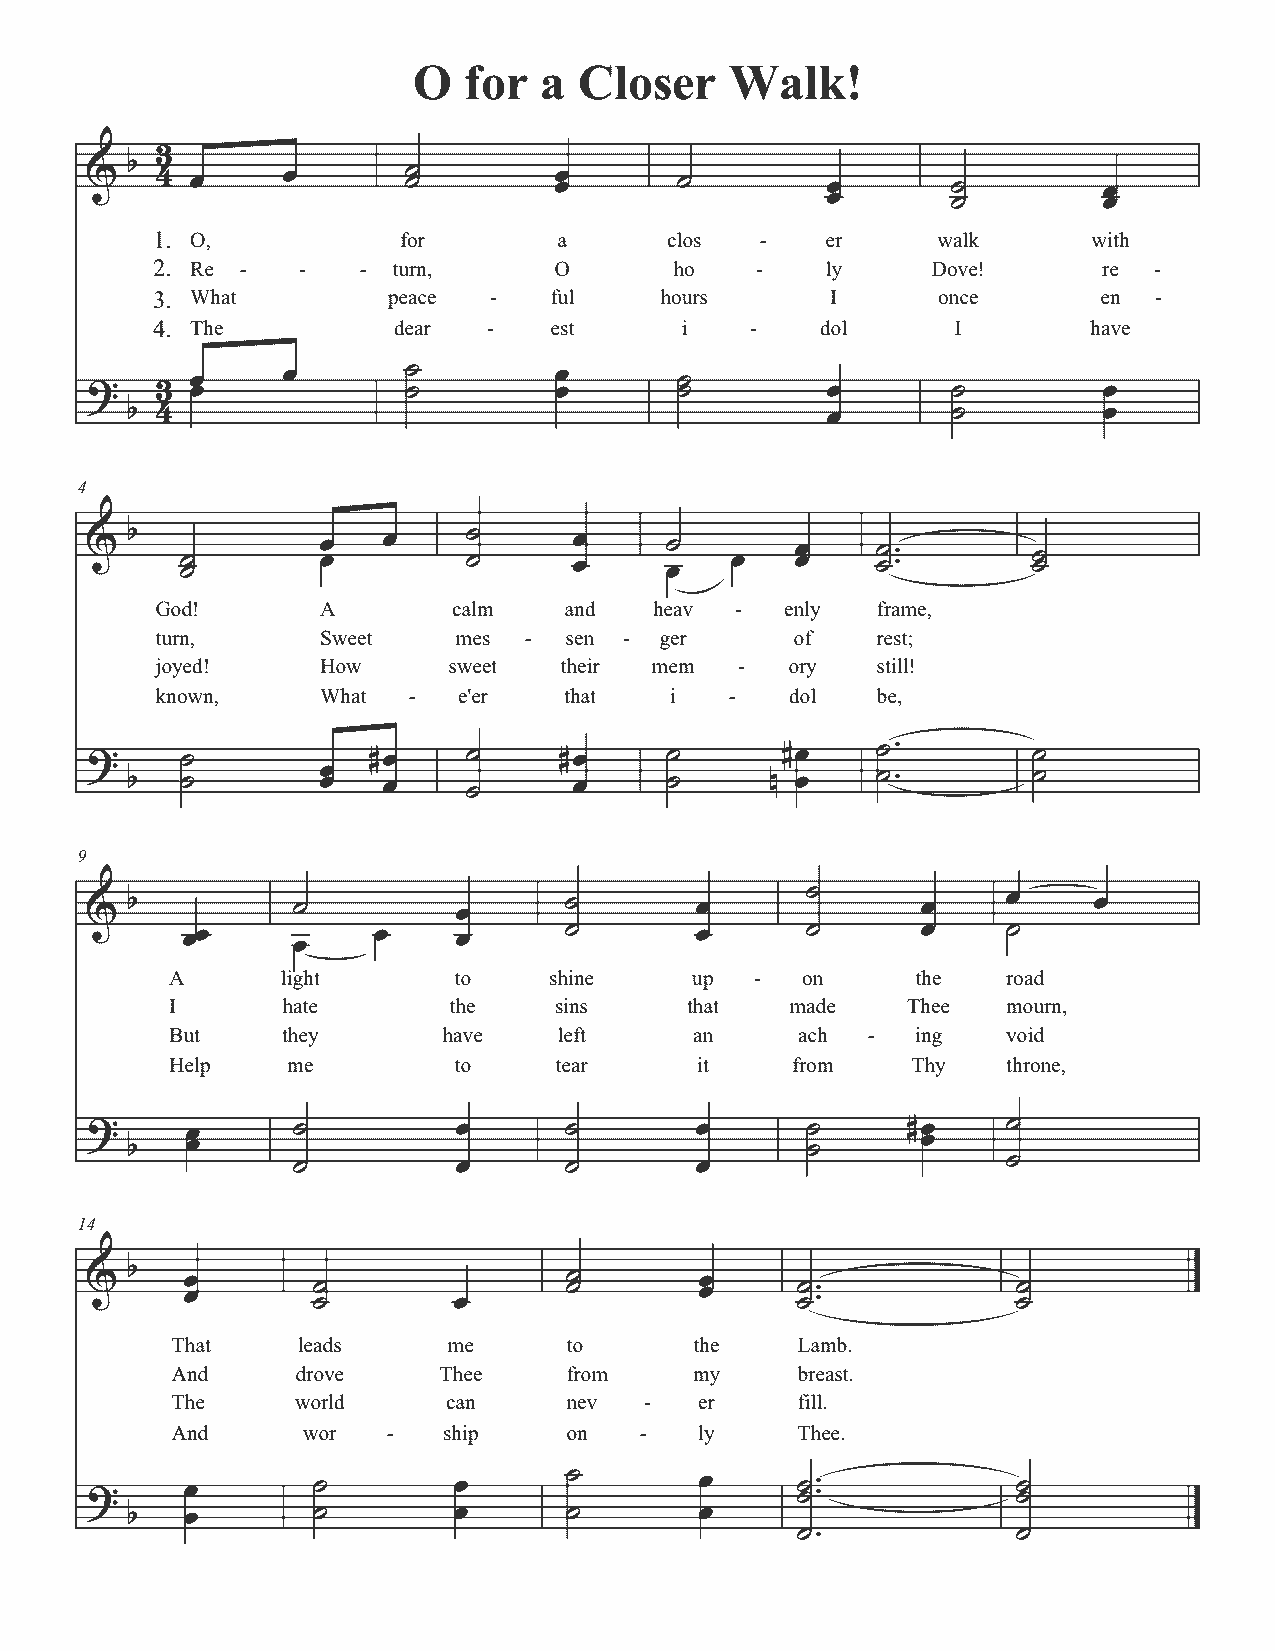 O for a Closer Walk!
3
4
1. O, for a clos - er walk with
2. Re - - - turn, O ho - ly Dove! re -
3. What peace - ful hours I once en -
4. The dear - est i - dol I have
3
4
4
God! A calm and heav - enly frame,
turn, Sweet mes - sen - ger of rest;
joyed! How sweet their mem - ory still!
known, What - e'er that i - dol be,
9
A light to shine up - on the road
I hate the sins that made Thee mourn,
But they have left an ach - ing void
Help me to tear it from Thy throne,
14
That leads me to the Lamb.
And drove Thee from my breast.
The world can nev - er fill.
And wor - ship on - ly Thee.